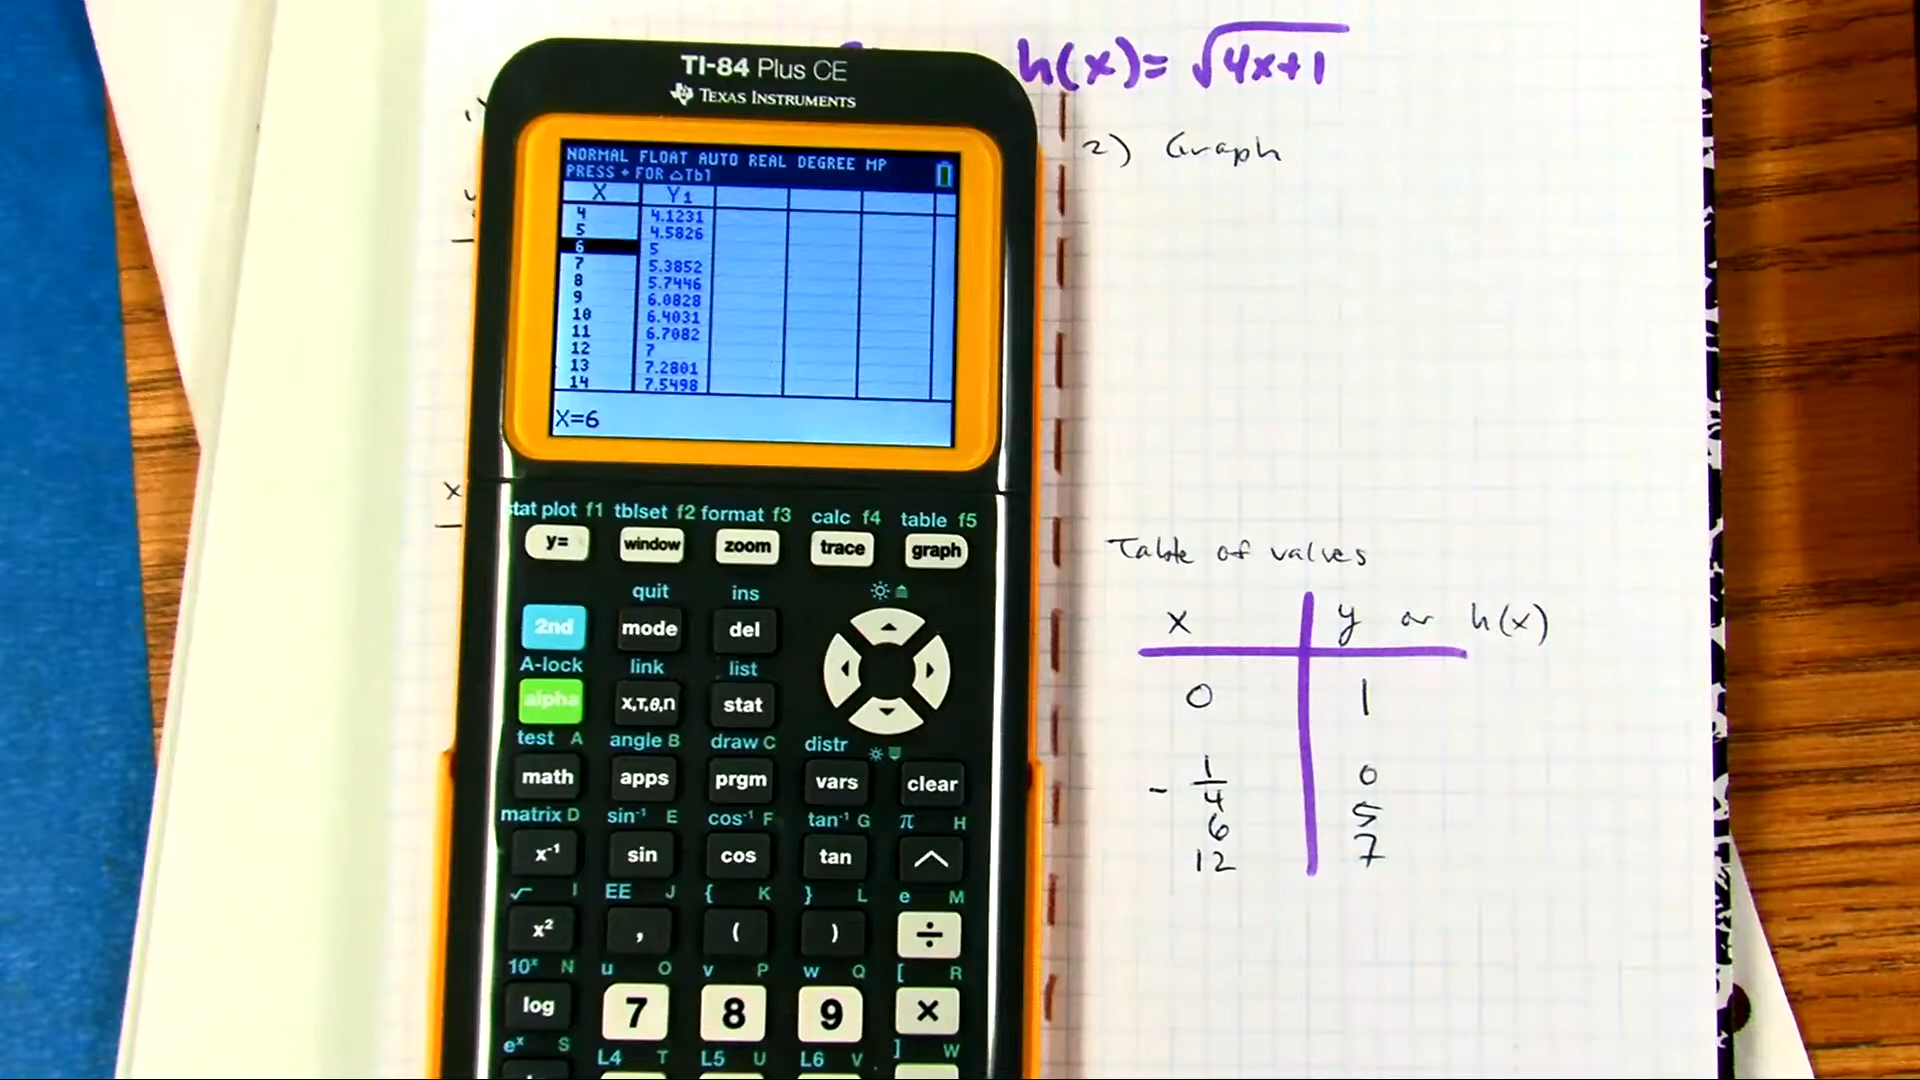 h(x)= √4x+1
2) Graph
TI-84 Plus CE
TEXAS INSTRUMENTS
NORMAL FLOAT AUTO REAL DEGREE MP
PRESS + FOR △Tbl
X Y1
4 4.1231
5 4.5826
6 5
7 5.3852
8 5.7446
9 6.0828
10 6.4031
11 6.7082
12 7
13 7.2801
14 7.5498
X=6
x
stat plot f1 tblset f2 format f3 calc f4 table f5
y= window zoom trace graph
quit ins
2nd mode del
A-lock link list
alpha X,T,θ,n stat
test A angle B draw C distr
math apps prgm vars clear
matrix D sin⁻¹ E cos⁻¹ F tan⁻¹ G π H
x⁻¹ sin cos tan ^
√ I EE J { K } L e M
x² , ( ) ÷
10ˣ N u O v P w Q [ R
log 7 8 9 ×
eˣ S L4 T L5 U L6 V ] W
Table of values
x y or h(x)
0 1
-1/4 0
6 5
12 7